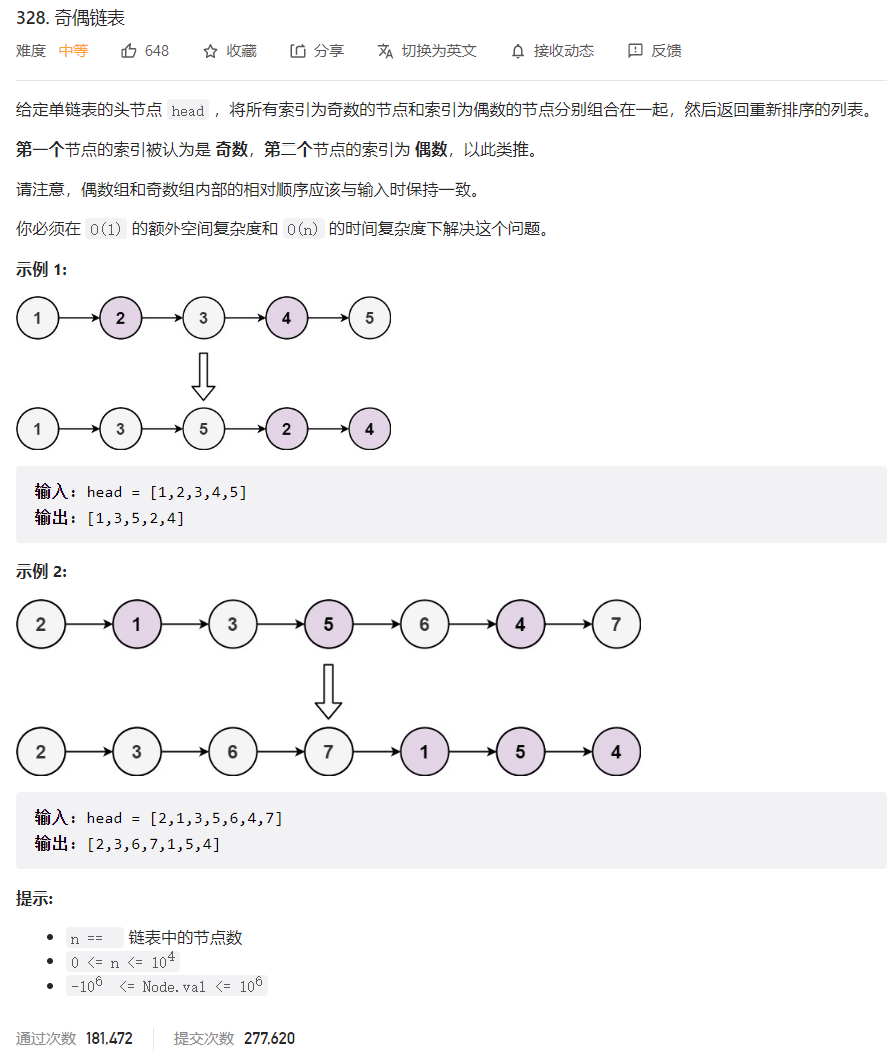 328. 奇偶链表
难度 中等 648 收藏 分享 切换为英文 接收动态 反馈
给定单链表的头节点 head ，将所有索引为奇数的节点和索引为偶数的节点分别组合在一起，然后返回重新排序的列表。
第一个节点的索引被认为是 奇数，第二个节点的索引为 偶数，以此类推。
请注意，偶数组和奇数组内部的相对顺序应该与输入时保持一致。
你必须在 O(1) 的额外空间复杂度和 O(n) 的时间复杂度下解决这个问题。
示例 1:
1 2 3 4 5
1 3 5 2 4
输入：head = [1,2,3,4,5]
输出：[1,3,5,2,4]
示例 2:
2 1 3 5 6 4 7
2 3 6 7 1 5 4
输入：head = [2,1,3,5,6,4,7]
输出：[2,3,6,7,1,5,4]
提示:
n == 链表中的节点数
0 <= n <= 10^4
-10^6 <= Node.val <= 10^6
通过次数 181,472 提交次数 277,620